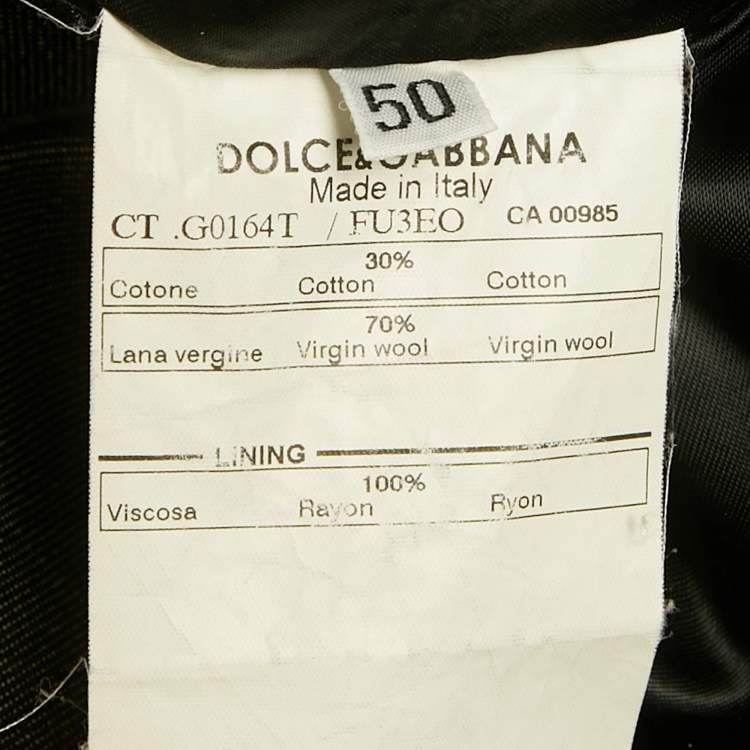 50
DOLCE&GABBANA
Made in Italy
CT .G0164T / FU3EO CA 00985
30%
Cotone Cotton Cotton
70%
Lana vergine Virgin wool Virgin wool
LINING
100%
Viscosa Rayon Ryon